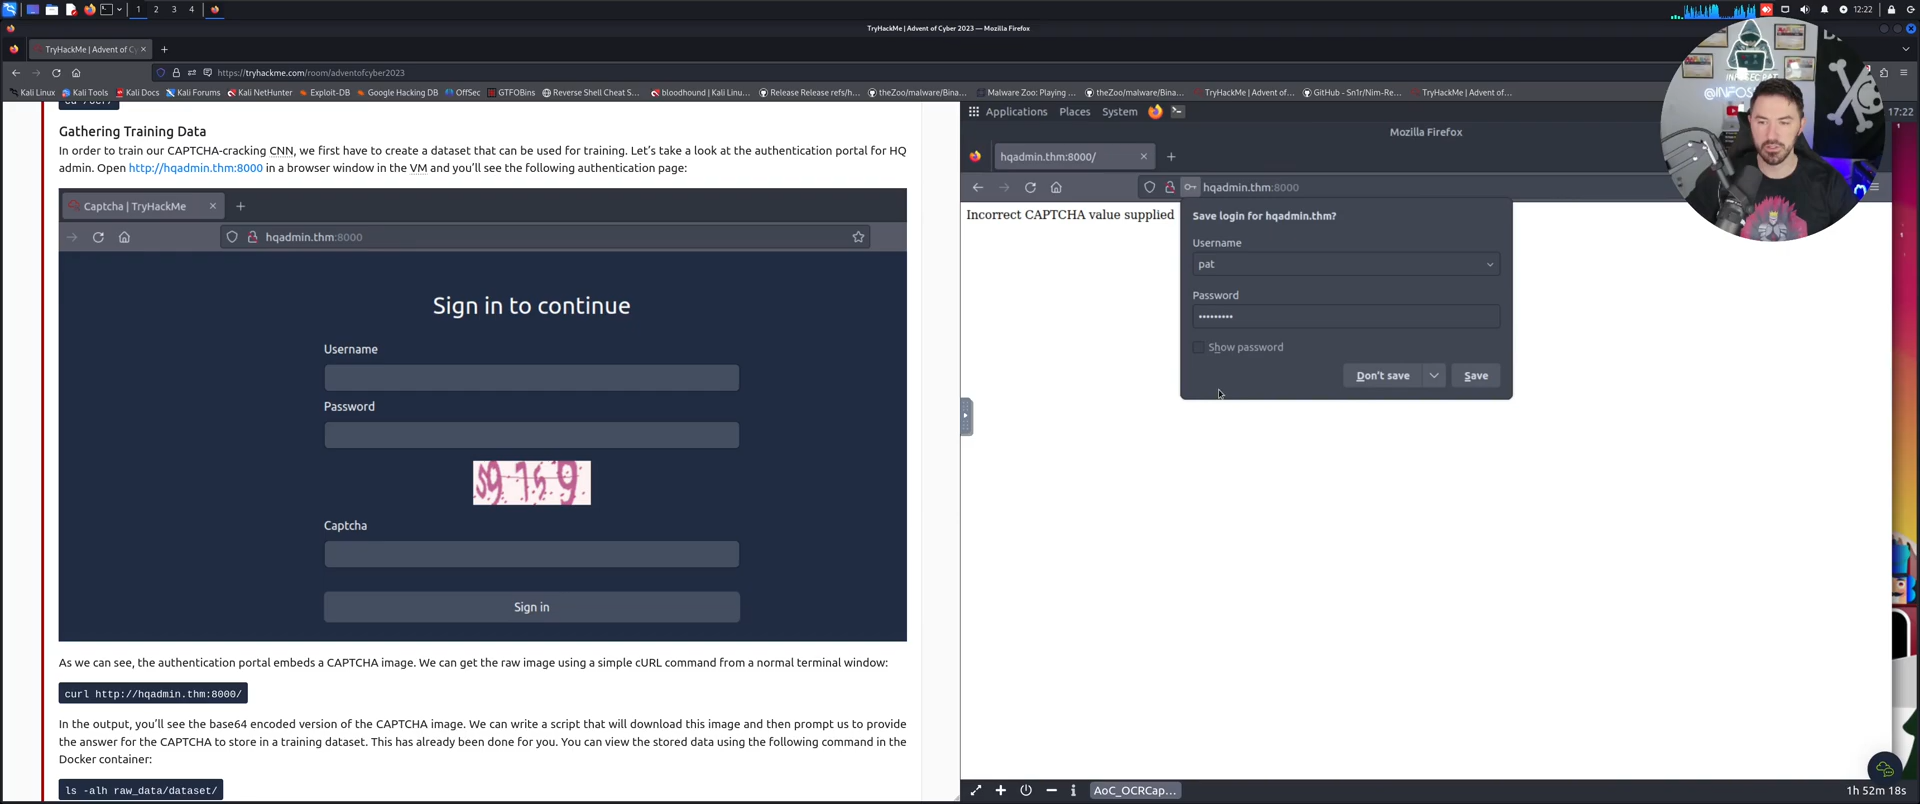 1 2 3 4
12:22
TryHackMe | Advent of Cyber 2023 — Mozilla Firefox
TryHackMe | Advent of Cy
https://tryhackme.com/room/adventofcyber2023
Kali Linux Kali Tools Kali Docs Kali Forums Kali NetHunter Exploit-DB Google Hacking DB OffSec GTFOBins Reverse Shell Cheat S... bloodhound | Kali Linu... Release Release refs/h... theZoo/malware/Bina... Malware Zoo: Playing ... theZoo/malware/Bina... TryHackMe | Advent of... GitHub - Sn1r/Nim-Re... TryHackMe | Advent of...
cd /ocr/
Gathering Training Data
In order to train our CAPTCHA-cracking CNN, we first have to create a dataset that can be used for training. Let’s take a look at the authentication portal for HQ
admin. Open http://hqadmin.thm:8000 in a browser window in the VM and you’ll see the following authentication page:
Captcha | TryHackMe
hqadmin.thm:8000
Sign in to continue
Username
Password
Captcha
Sign in
As we can see, the authentication portal embeds a CAPTCHA image. We can get the raw image using a simple cURL command from a normal terminal window:
curl http://hqadmin.thm:8000/
In the output, you’ll see the base64 encoded version of the CAPTCHA image. We can write a script that will download this image and then prompt us to provide
the answer for the CAPTCHA to store in a training dataset. This has already been done for you. You can view the stored data using the following command in the
Docker container:
ls -alh raw_data/dataset/
Applications Places System
17:22
Mozilla Firefox
hqadmin.thm:8000/
hqadmin.thm:8000
Incorrect CAPTCHA value supplied
Save login for hqadmin.thm?
Username
pat
Password
•••••••••
Show password
Don't save
Save
AoC_OCRCap...
1h 52m 18s